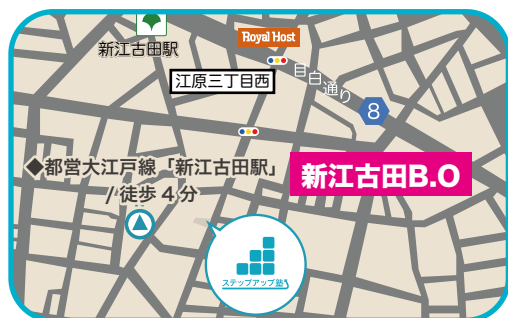 Royal Host
新江古田駅
目白通り
江原三丁目西
8
◆都営大江戸線「新江古田駅」
/ 徒歩 4 分
新江古田B.O
ステップアップ塾